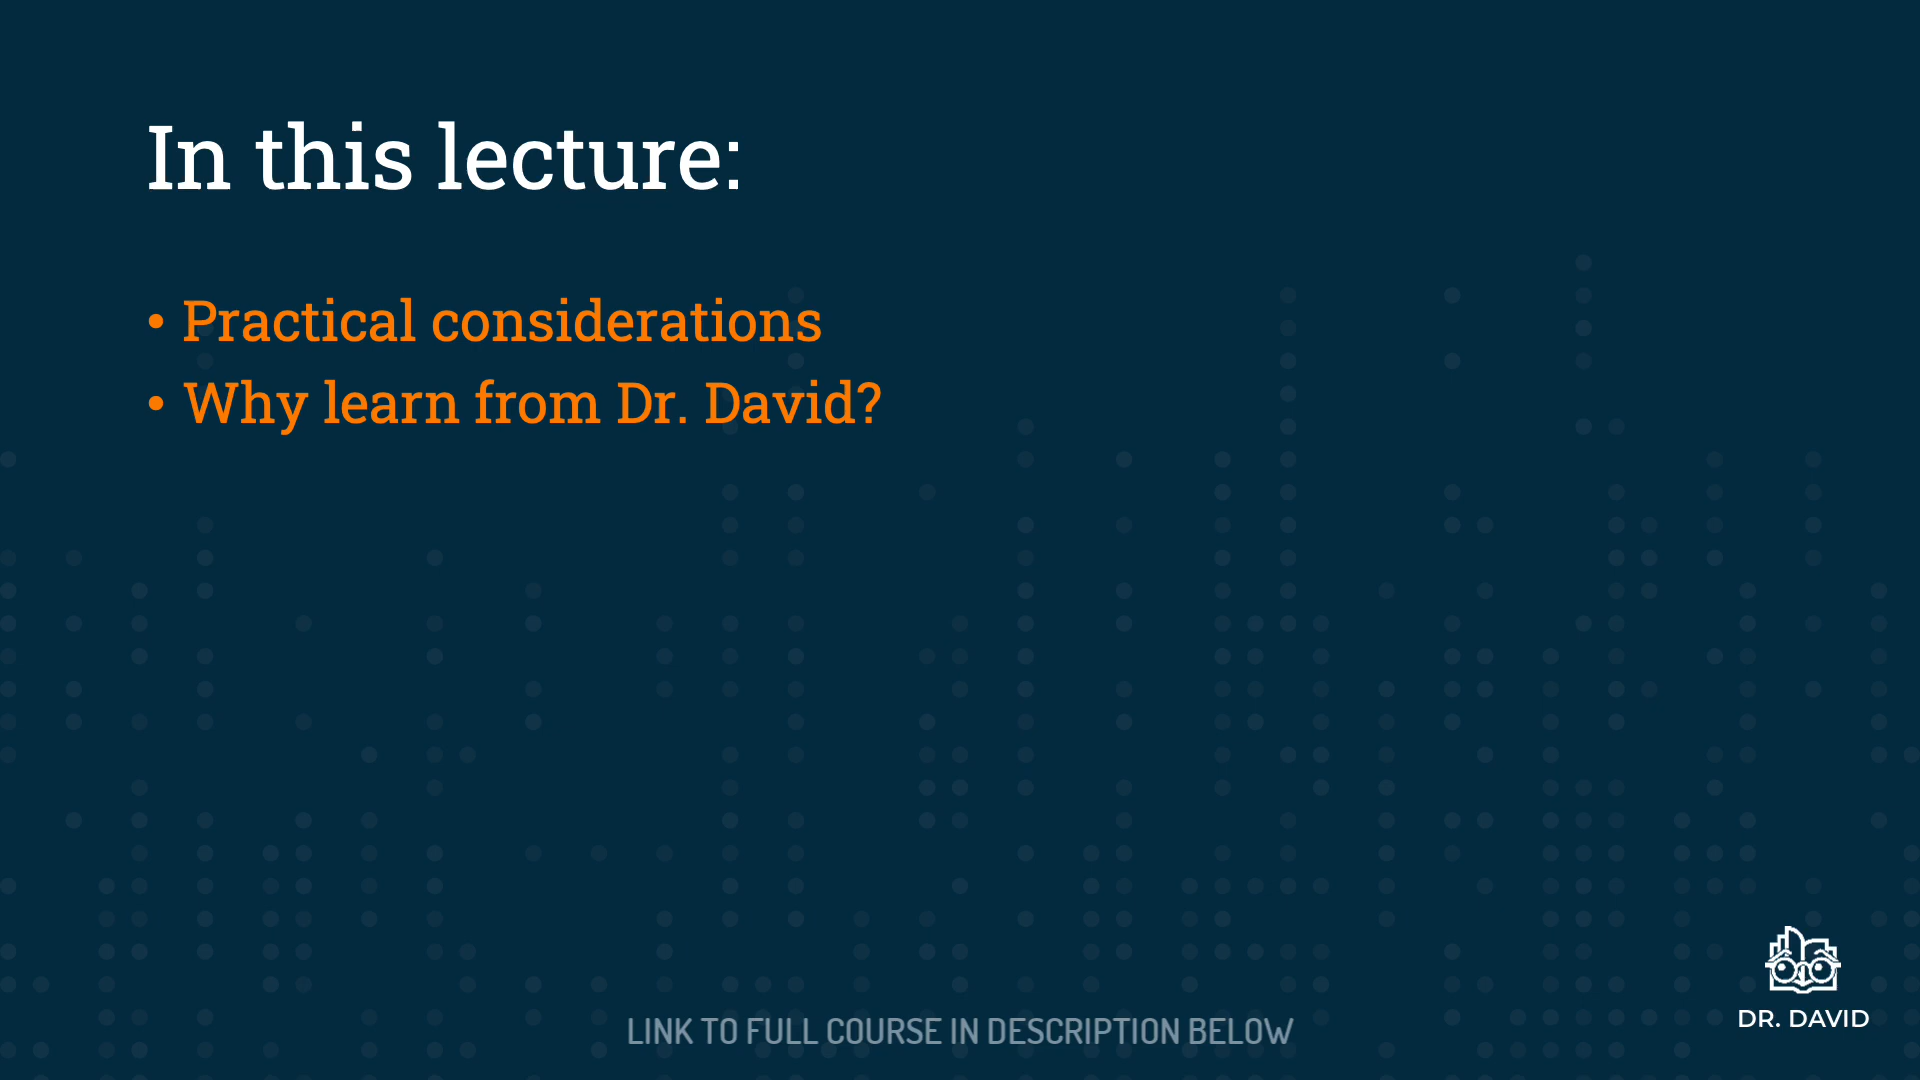 In this lecture:
• Practical considerations
• Why learn from Dr. David?
DR. DAVID
LINK TO FULL COURSE IN DESCRIPTION BELOW